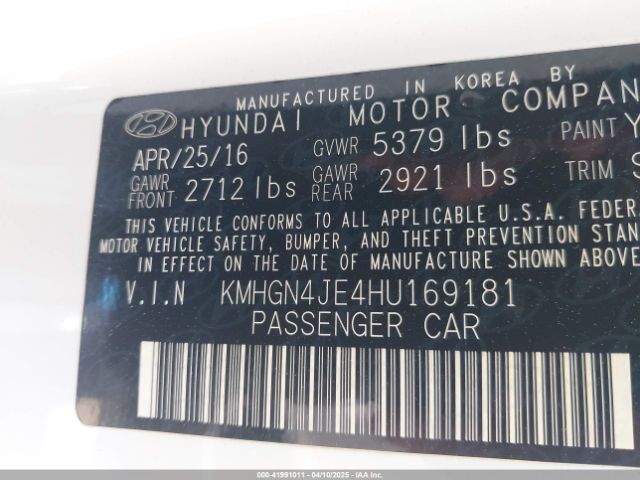 MANUFACTURED IN KOREA BY
HYUNDAI MOTOR COMPAN
APR/25/16 GVWR 5379 lbs PAINT Y
GAWR FRONT 2712 lbs GAWR REAR 2921 lbs TRIM S
THIS VEHICLE CONFORMS TO ALL APPLICABLE U.S.A. FEDER
MOTOR VEHICLE SAFETY, BUMPER, AND THEFT PREVENTION STAN
EFFECT ON THE DATE OF MANUFACTURE SHOWN ABOVE
V.I.N KMHGN4JE4HU169181
PASSENGER CAR
000-41991011 - 04/10/2025 - IAA, Inc.